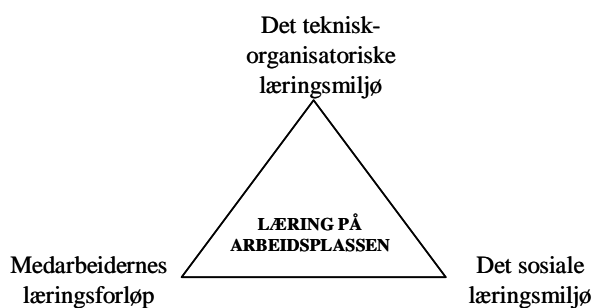 Det teknisk-
organisatoriske
læringsmiljø
LÆRING PÅ
ARBEIDSPLASSEN
Medarbeidernes
læringsforløp
Det sosiale
læringsmiljø